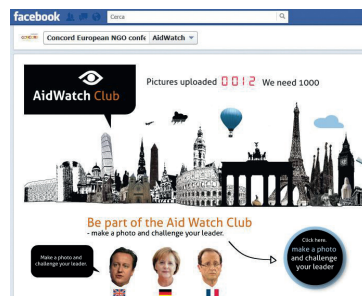 facebook
Cerca
Concord European NGO confe
AidWatch
AidWatch Club
Pictures uploaded 0012 We need 1000
Be part of the Aid Watch Club
- make a photo and challenge your leader.
Make a photo and
challenge your leader.
Click here,
make a photo
and challenge
your leader